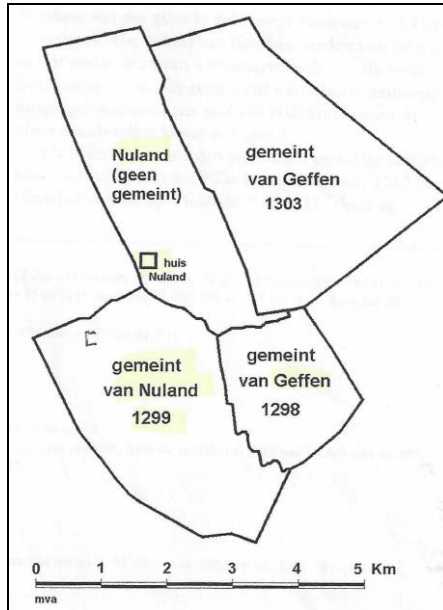 Nuland
(geen
gemeint)
gemeint
van Geffen
1303
huis
Nuland
gemeint
van Nuland
1299
gemeint
van Geffen
1298
0 1 2 3 4 5 Km
mva